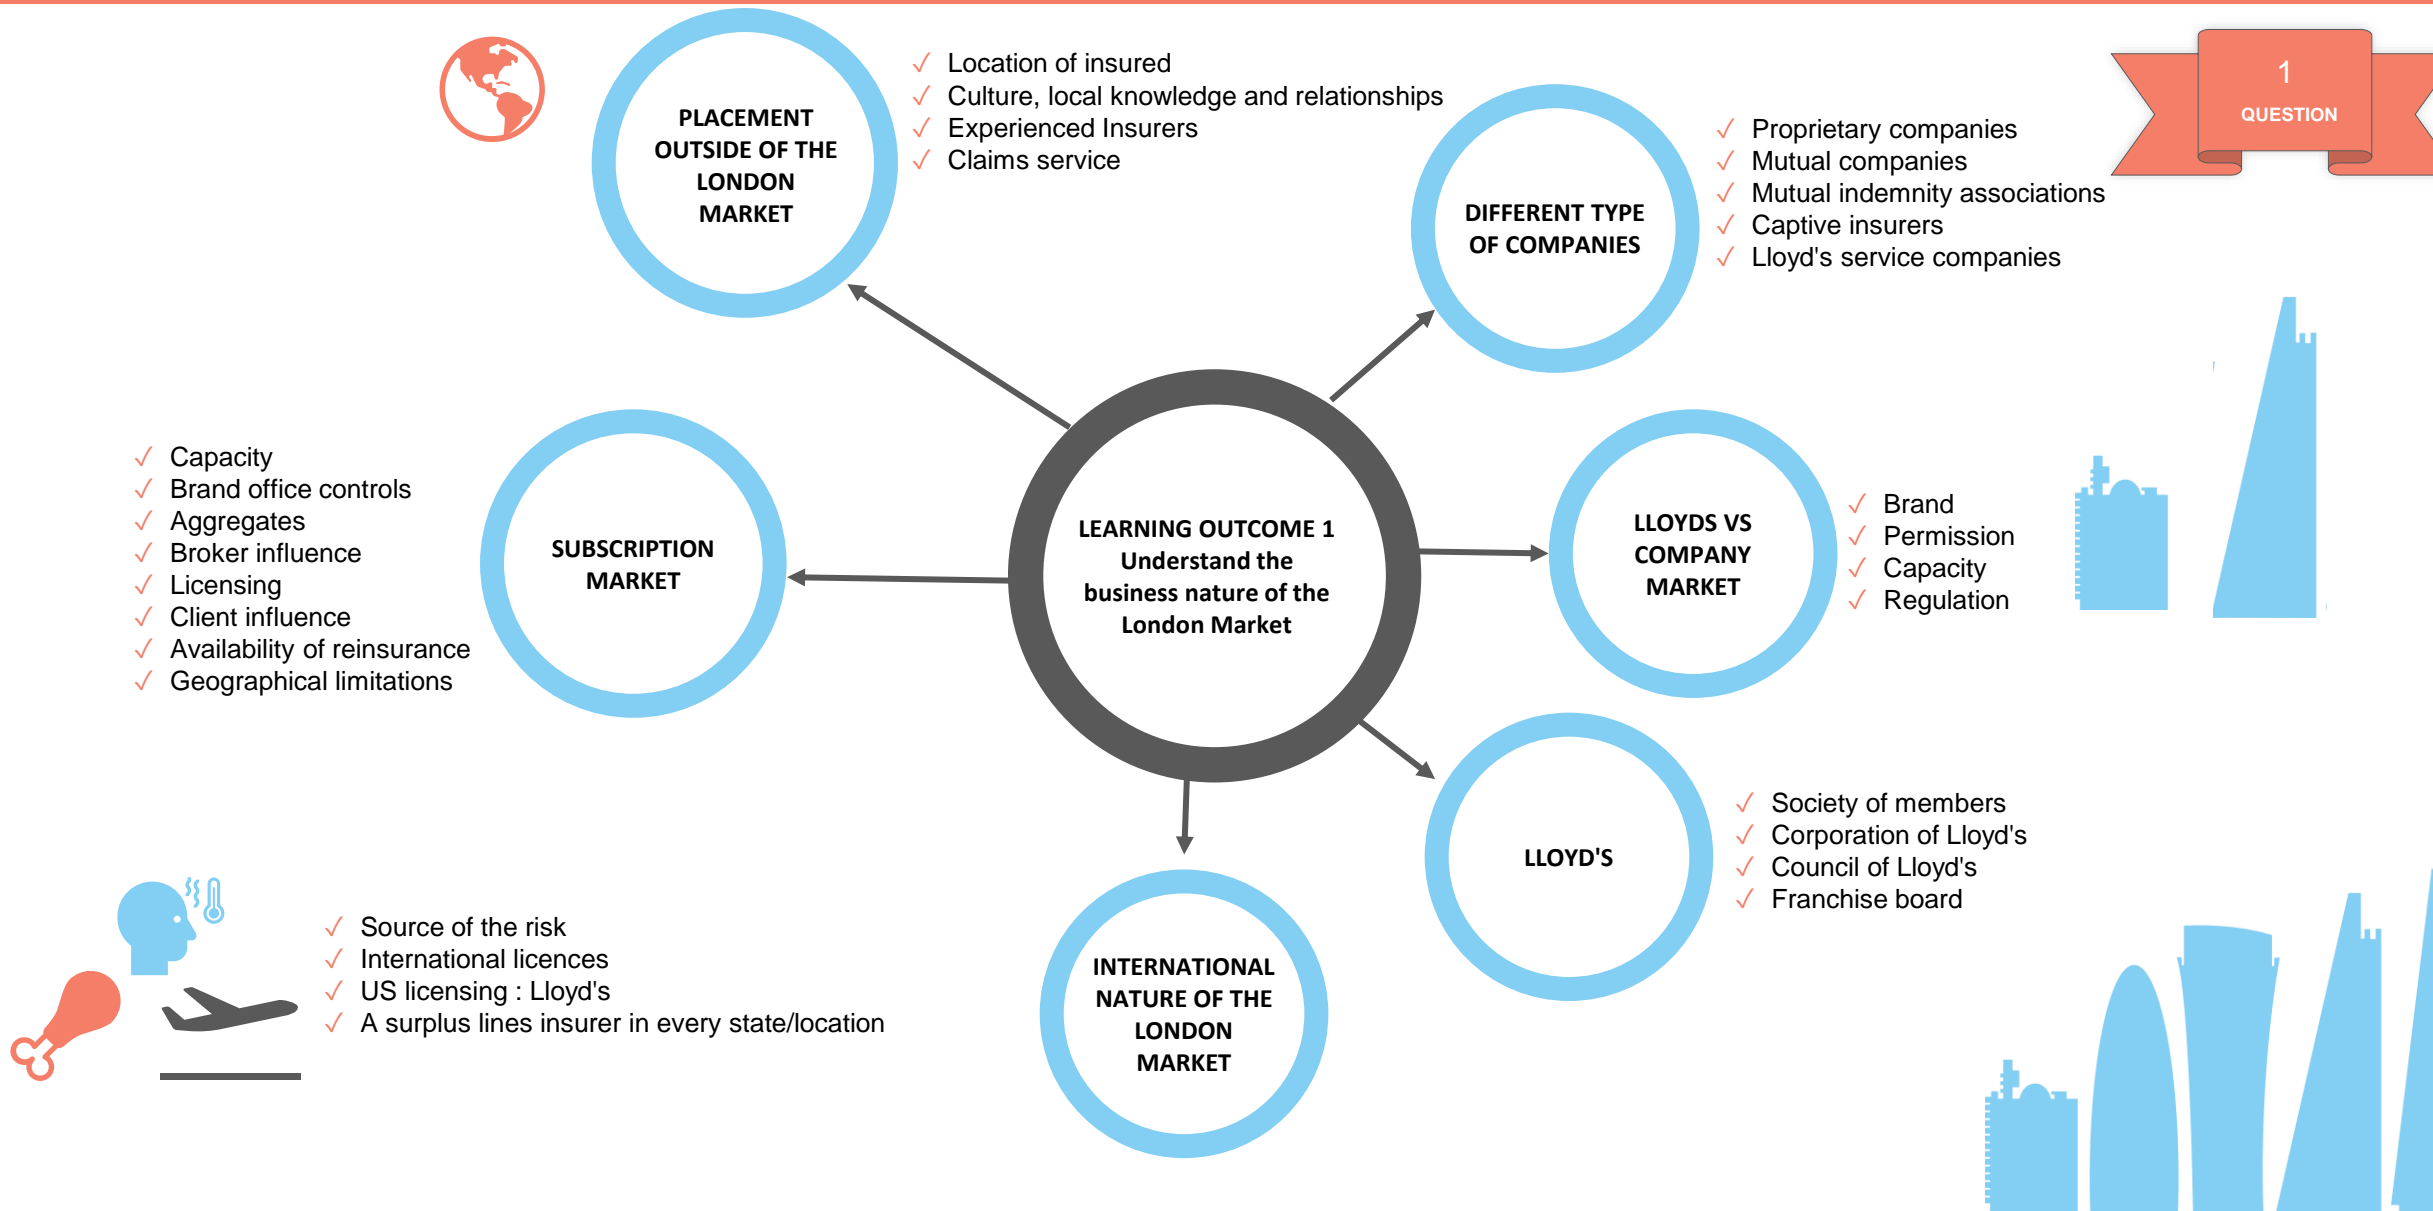 PLACEMENT
OUTSIDE OF THE
LONDON
MARKET
✓ Location of insured
✓ Culture, local knowledge and relationships
✓ Experienced Insurers
✓ Claims service
DIFFERENT TYPE
OF COMPANIES
✓ Proprietary companies
✓ Mutual companies
✓ Mutual indemnity associations
✓ Captive insurers
✓ Lloyd's service companies
1
QUESTION
✓ Capacity
✓ Brand office controls
✓ Aggregates
✓ Broker influence
✓ Licensing
✓ Client influence
✓ Availability of reinsurance
✓ Geographical limitations
SUBSCRIPTION
MARKET
LEARNING OUTCOME 1
Understand the
business nature of the
London Market
LLOYDS VS
COMPANY
MARKET
✓ Brand
✓ Permission
✓ Capacity
✓ Regulation
LLOYD'S
✓ Society of members
✓ Corporation of Lloyd's
✓ Council of Lloyd's
✓ Franchise board
✓ Source of the risk
✓ International licences
✓ US licensing : Lloyd's
✓ A surplus lines insurer in every state/location
INTERNATIONAL
NATURE OF THE
LONDON
MARKET